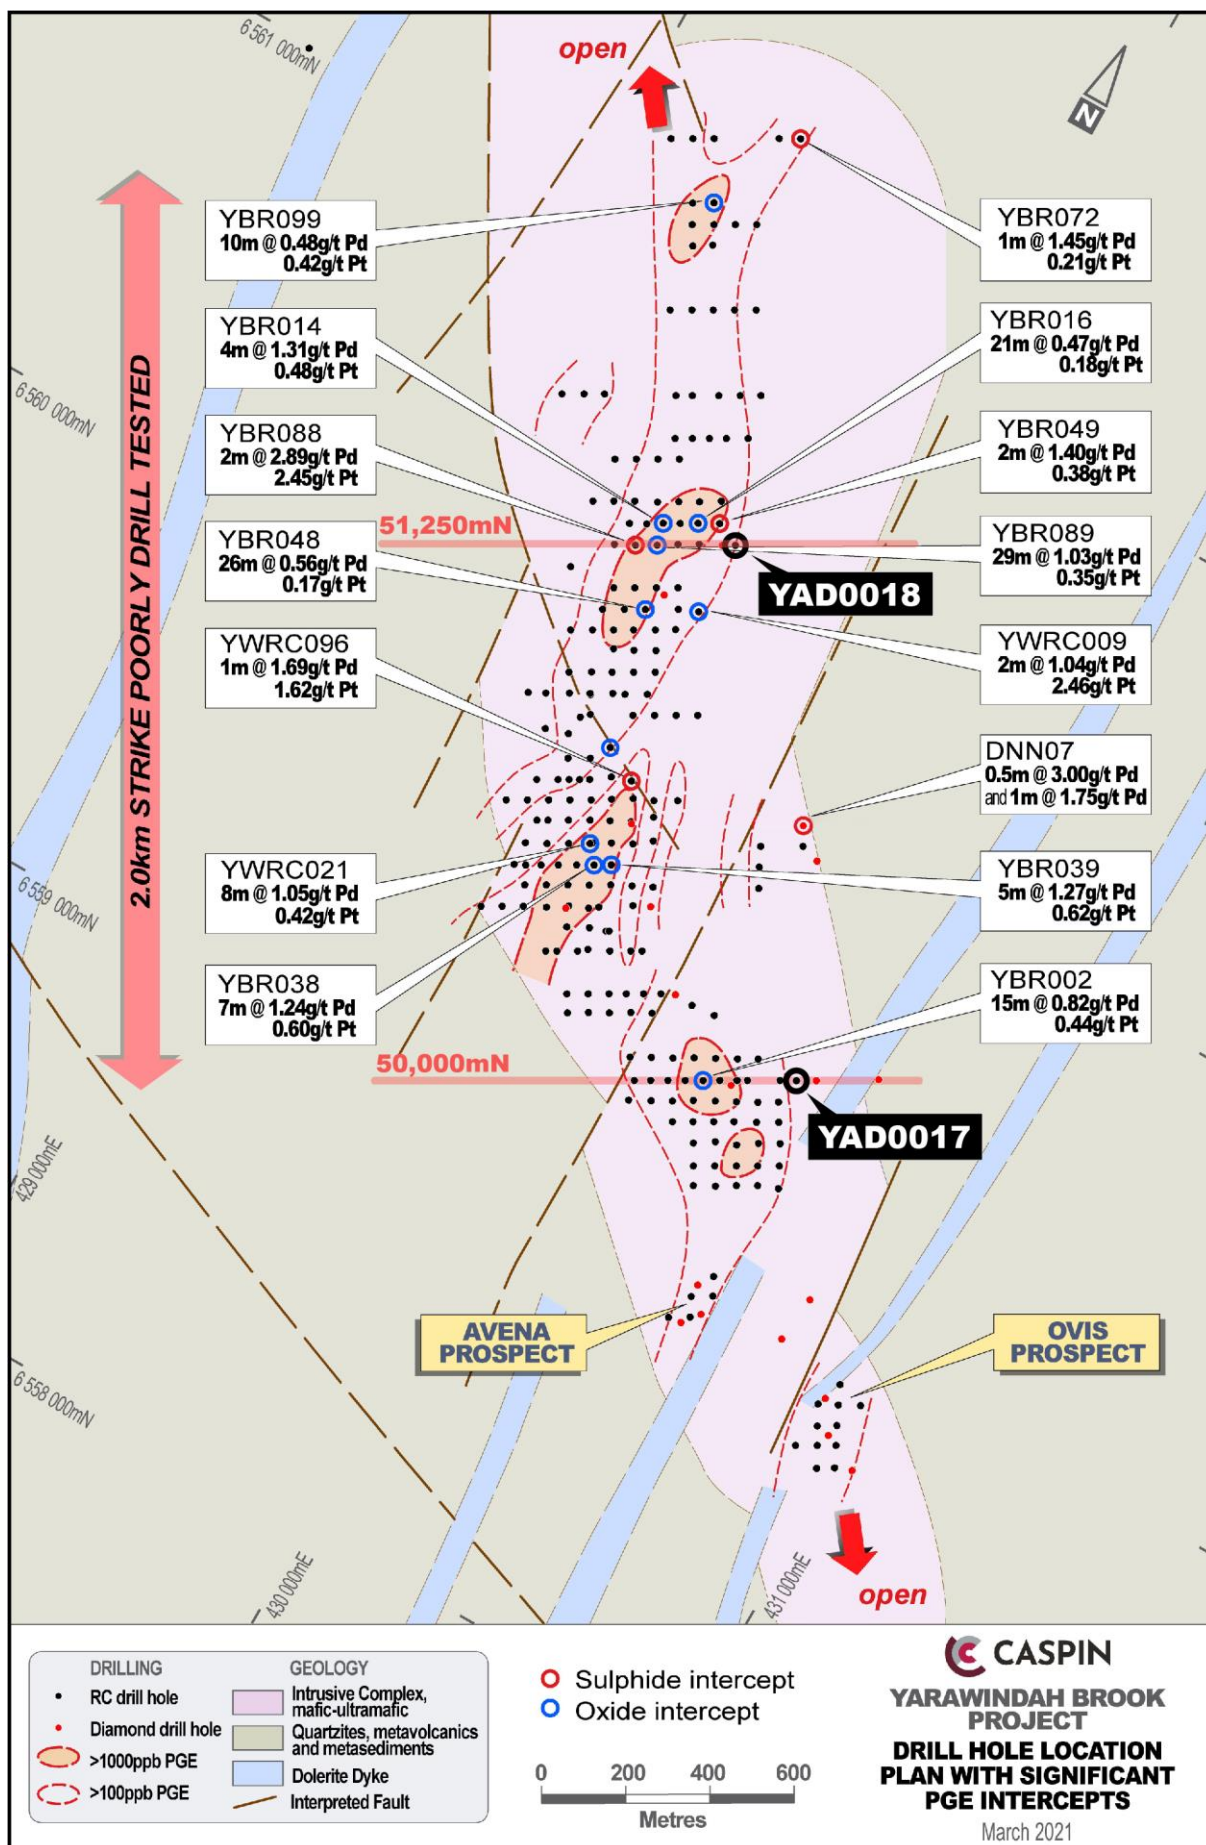 6 561 000mN
open
N
YBR099
10m @ 0.48g/t Pd
0.42g/t Pt
YBR072
1m @ 1.45g/t Pd
0.21g/t Pt
YBR014
4m @ 1.31g/t Pd
0.48g/t Pt
YBR016
21m @ 0.47g/t Pd
0.18g/t Pt
6 560 000mN
2.0km STRIKE POORLY DRILL TESTED
YBR088
2m @ 2.89g/t Pd
2.45g/t Pt
YBR049
2m @ 1.40g/t Pd
0.38g/t Pt
51,250mN
YBR048
26m @ 0.56g/t Pd
0.17g/t Pt
YBR089
29m @ 1.03g/t Pd
0.35g/t Pt
YAD0018
YWRC096
1m @ 1.69g/t Pd
1.62g/t Pt
YWRC009
2m @ 1.04g/t Pd
2.46g/t Pt
DNN07
0.5m @ 3.00g/t Pd
and 1m @ 1.75g/t Pd
6 559 000mN
YWRC021
8m @ 1.05g/t Pd
0.42g/t Pt
YBR039
5m @ 1.27g/t Pd
0.62g/t Pt
YBR038
7m @ 1.24g/t Pd
0.60g/t Pt
YBR002
15m @ 0.82g/t Pd
0.44g/t Pt
50,000mN
YAD0017
429 000mE
AVENA
PROSPECT
OVIS
PROSPECT
6 558 000mN
430 000mE
431 000mE
open
DRILLING
RC drill hole
Diamond drill hole
>1000ppb PGE
>100ppb PGE
GEOLOGY
Intrusive Complex,
mafic-ultramafic
Quartzites, metavolcanics
and metasediments
Dolerite Dyke
Interpreted Fault
Sulphide intercept
Oxide intercept
0 200 400 600
Metres
CASPIN
YARAWINDAH BROOK
PROJECT
DRILL HOLE LOCATION
PLAN WITH SIGNIFICANT
PGE INTERCEPTS
March 2021